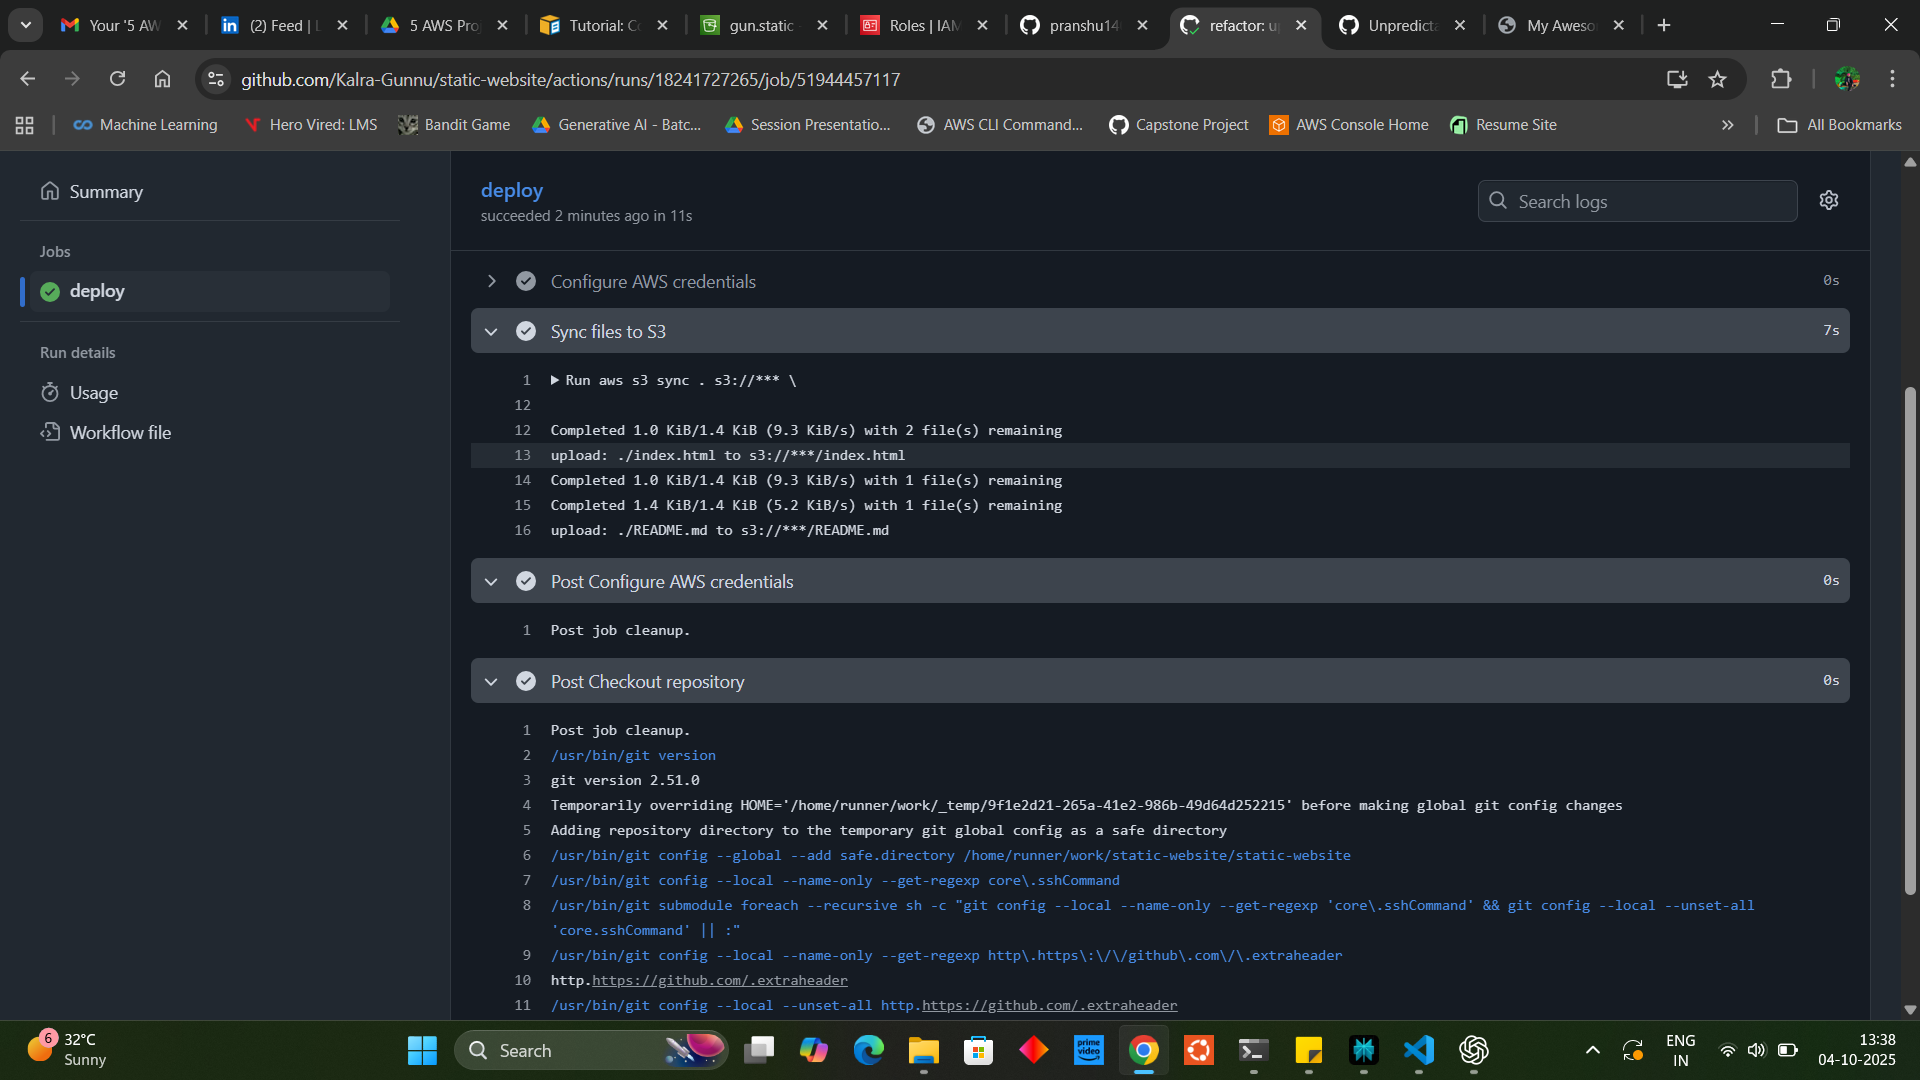 Your '5 AW
(2) Feed | L
5 AWS Proj
Tutorial: Co
gun.static -
Roles | IAM
pranshu14
refactor: u
Unpredicta
My Aweso
github.com/Kalra-Gunnu/static-website/actions/runs/18241727265/job/51944457117
Machine Learning
Hero Vired: LMS
Bandit Game
Generative AI - Batc...
Session Presentatio...
AWS CLI Command...
Capstone Project
AWS Console Home
Resume Site
All Bookmarks
Summary
Jobs
deploy
Run details
Usage
Workflow file
deploy
succeeded 2 minutes ago in 11s
Search logs
Configure AWS credentials 0s
Sync files to S3 7s
1 Run aws s3 sync . s3://*** \
12
12 Completed 1.0 KiB/1.4 KiB (9.3 KiB/s) with 2 file(s) remaining
13 upload: ./index.html to s3://***/index.html
14 Completed 1.0 KiB/1.4 KiB (9.3 KiB/s) with 1 file(s) remaining
15 Completed 1.4 KiB/1.4 KiB (5.2 KiB/s) with 1 file(s) remaining
16 upload: ./README.md to s3://***/README.md
Post Configure AWS credentials 0s
1 Post job cleanup.
Post Checkout repository 0s
1 Post job cleanup.
2 /usr/bin/git version
3 git version 2.51.0
4 Temporarily overriding HOME='/home/runner/work/_temp/9f1e2d21-265a-41e2-986b-49d64d252215' before making global git config changes
5 Adding repository directory to the temporary git global config as a safe directory
6 /usr/bin/git config --global --add safe.directory /home/runner/work/static-website/static-website
7 /usr/bin/git config --local --name-only --get-regexp core\.sshCommand
8 /usr/bin/git submodule foreach --recursive sh -c "git config --local --name-only --get-regexp 'core\.sshCommand' && git config --local --unset-all
'core.sshCommand' || :"
9 /usr/bin/git config --local --name-only --get-regexp http\.https\:\/\/github\.com\/\.extraheader
10 http.https://github.com/.extraheader
11 /usr/bin/git config --local --unset-all http.https://github.com/.extraheader
6
32°C
Sunny
Search
prime video
ENG
IN
13:38
04-10-2025